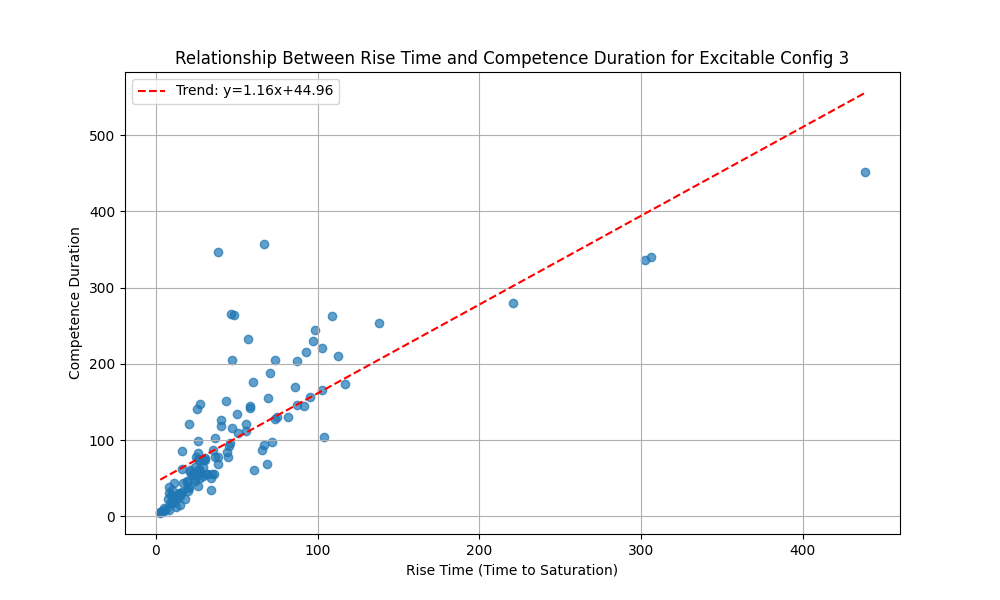 Relationship Between Rise Time and Competence Duration for Excitable Config 3
Trend: y=1.16x+44.96
500
400
300
200
100
0
Competence Duration
0 100 200 300 400
Rise Time (Time to Saturation)